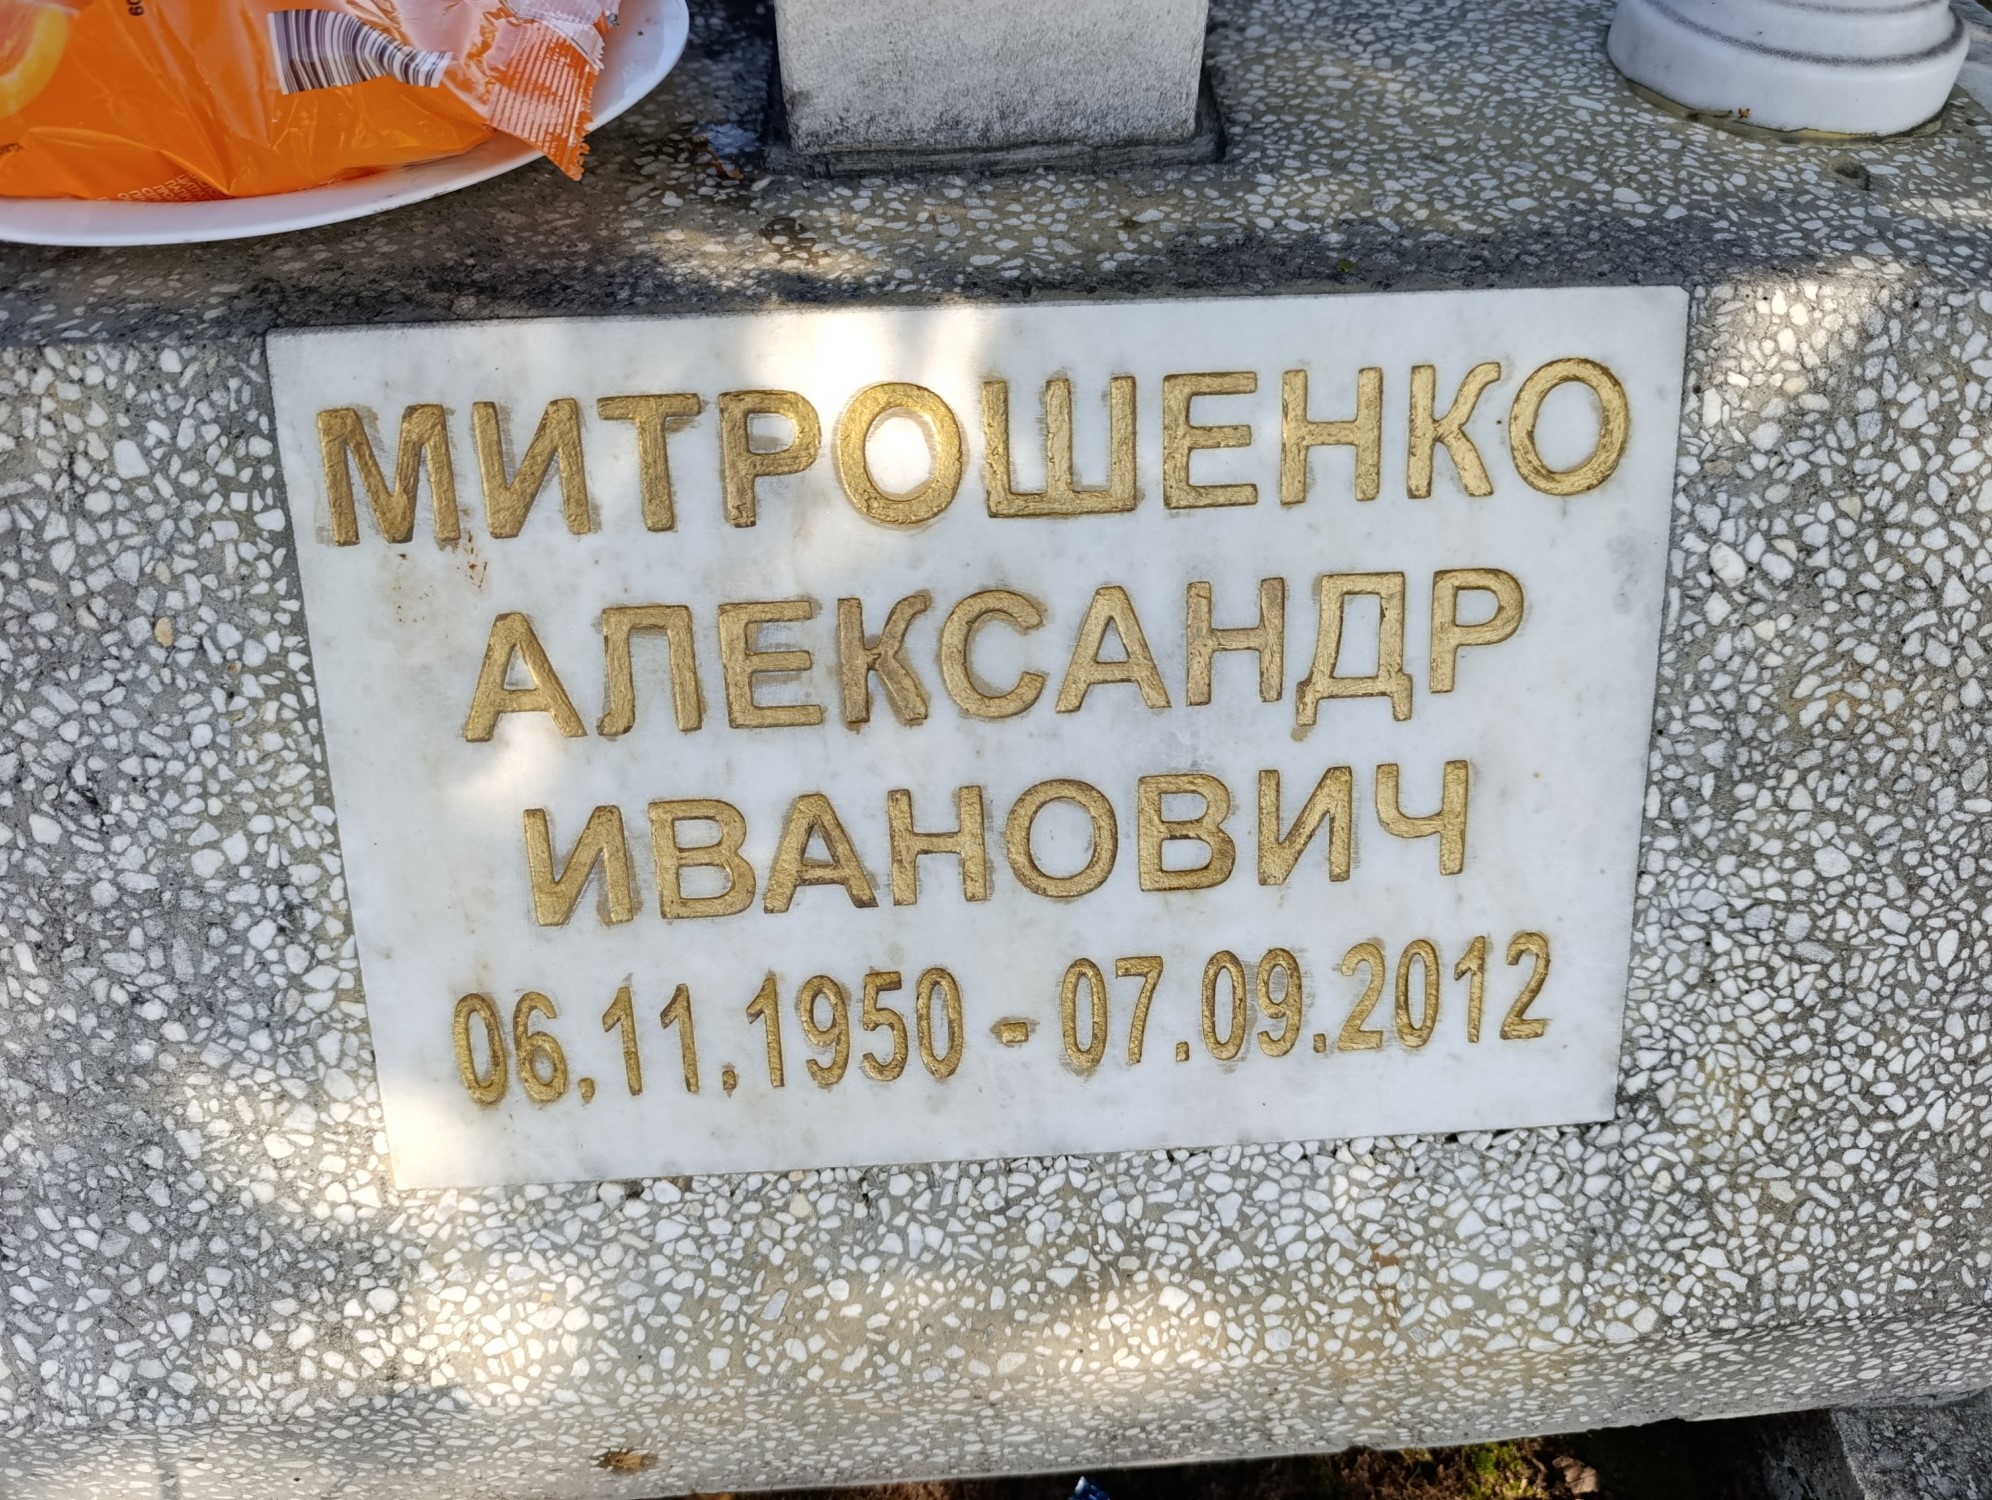 МИТРОШЕНКО
АЛЕКСАНДР
ИВАНОВИЧ
06.11.1950 - 07.09.2012